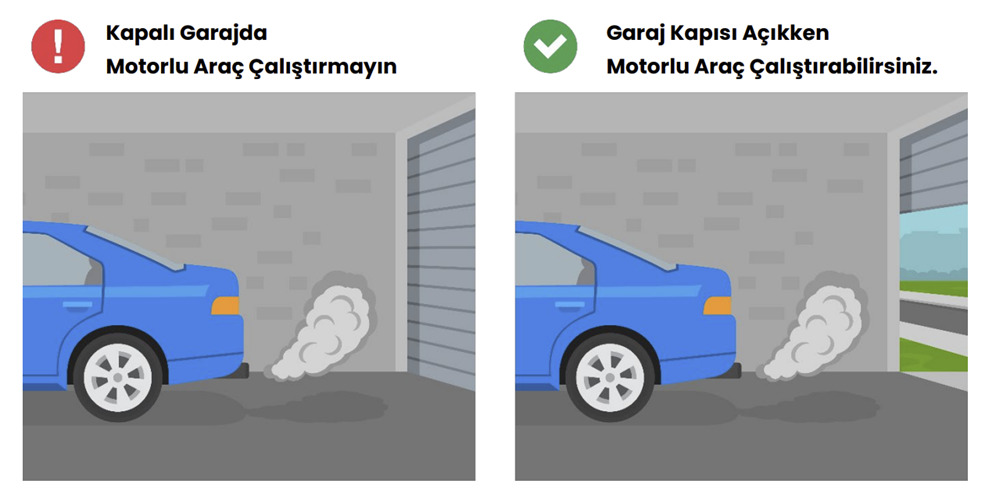 Kapalı Garajda
Motorlu Araç Çalıştırmayın
Garaj Kapısı Açıkken
Motorlu Araç Çalıştırabilirsiniz.